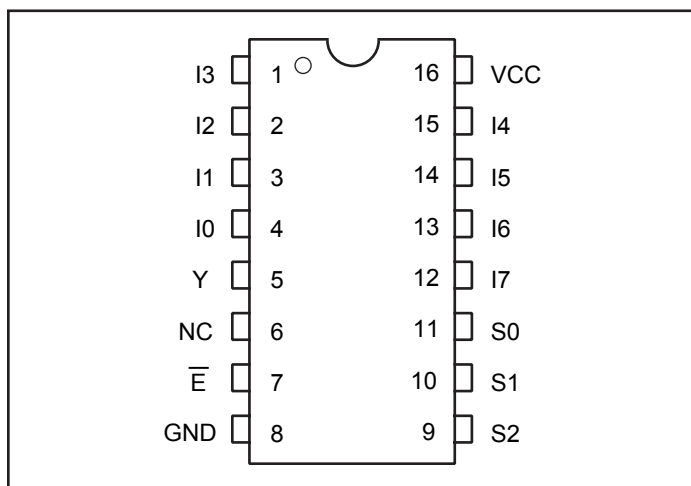 I3 1 16 VCC
I2 2 15 I4
I1 3 14 I5
I0 4 13 I6
Y 5 12 I7
NC 6 11 S0
E̅ 7 10 S1
GND 8 9 S2